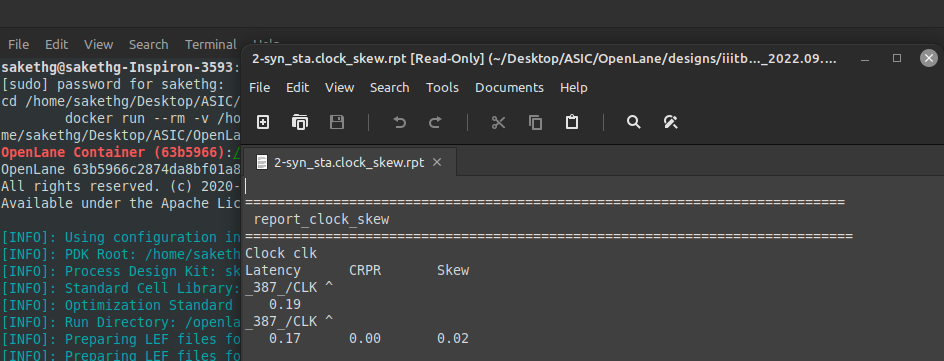 File Edit View Search Terminal Help
sakethg@sakethg-Inspiron-3593:
[sudo] password for sakethg:
cd /home/sakethg/Desktop/ASIC/
docker run --rm -v /ho
me/sakethg/Desktop/ASIC/OpenLa
OpenLane Container (63b5966):/
OpenLane 63b5966c2874da8bf01a8
All rights reserved. (c) 2020-
Available under the Apache Lic
[INFO]: Using configuration in
[INFO]: PDK Root: /home/saketh
[INFO]: Process Design Kit: sk
[INFO]: Standard Cell Library:
[INFO]: Optimization Standard
[INFO]: Run Directory: /openla
[INFO]: Preparing LEF files fo
[INFO]: Preparing LEF files fo
2-syn_sta.clock_skew.rpt [Read-Only] (~/Desktop/ASIC/OpenLane/designs/iiitb..._2022.09....
File Edit View Search Tools Documents Help
2-syn_sta.clock_skew.rpt ×
===========================================================================
report_clock_skew
============================================================================
Clock clk
Latency CRPR Skew
_387_/CLK ^
0.19
_387_/CLK ^
0.17 0.00 0.02